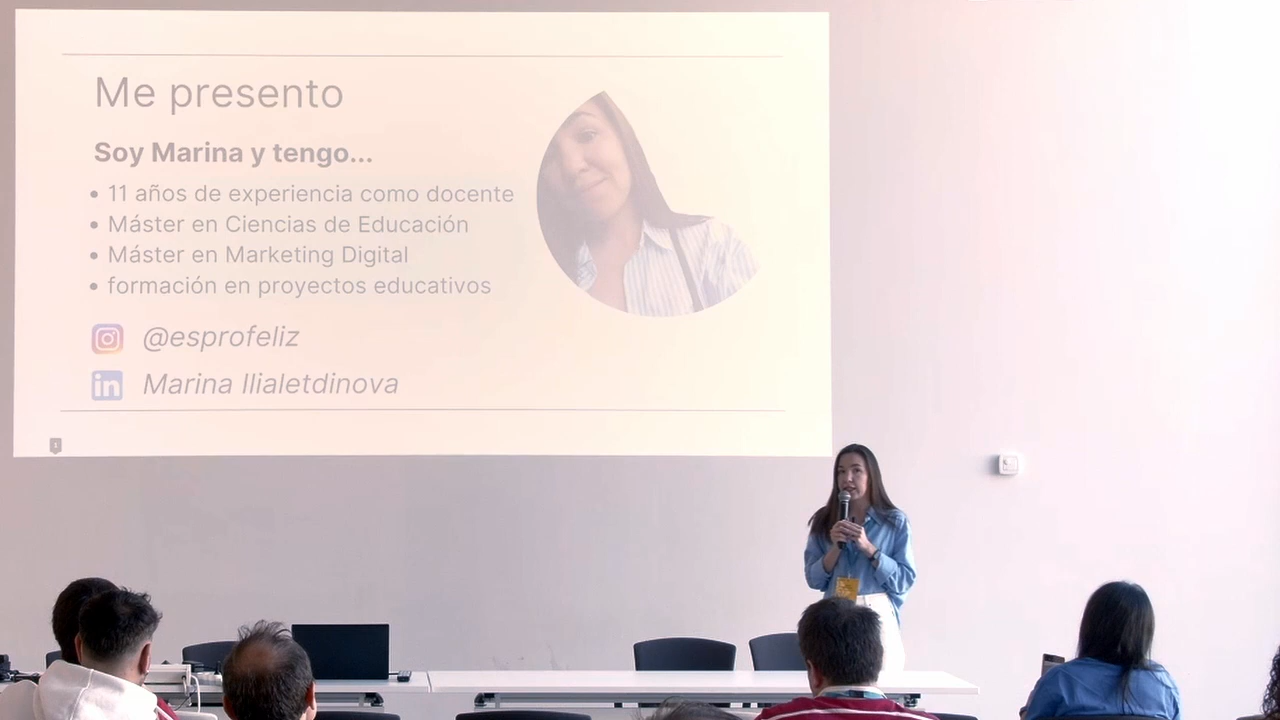 Me presento
Soy Marina y tengo...
• 11 años de experiencia como docente
• Máster en Ciencias de Educación
• Máster en Marketing Digital
• formación en proyectos educativos
@esprofeliz
in Marina Ilialetdinova